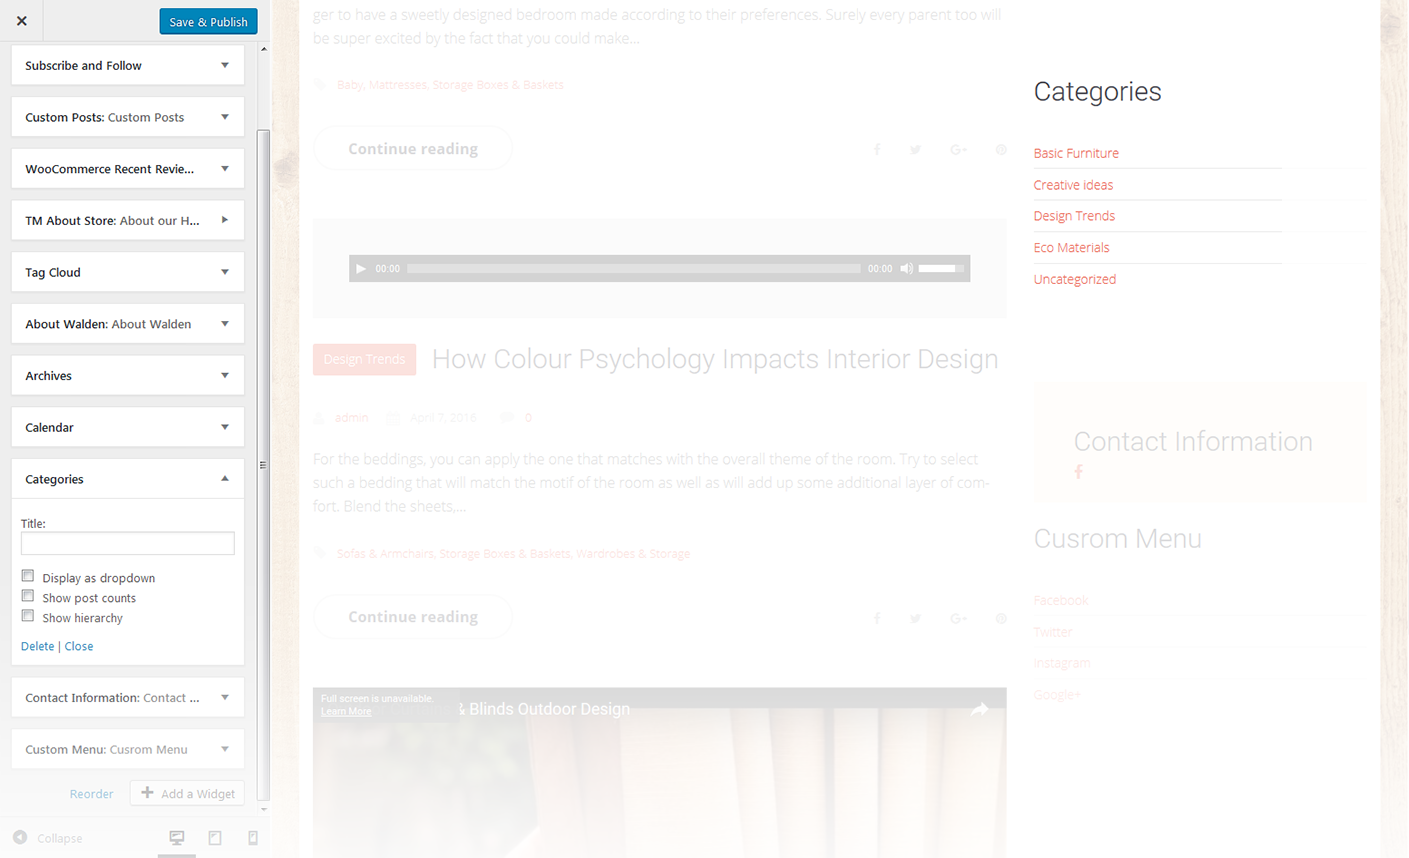 Save & Publish
Subscribe and Follow
Custom Posts: Custom Posts
WooCommerce Recent Revie...
TM About Store: About our H...
Tag Cloud
About Walden: About Walden
Archives
Calendar
Categories
Title:
Display as dropdown
Show post counts
Show hierarchy
Delete | Close
Contact Information: Contact ...
Custom Menu: Cusrom Menu
Reorder
Add a Widget
Collapse
ger to have a sweetly designed bedroom made according to their preferences. Surely every parent too will
be super excited by the fact that you could make...
Baby, Mattresses, Storage Boxes & Baskets
Continue reading
00:00
00:00
Design Trends
How Colour Psychology Impacts Interior Design
admin
April 7, 2016
0
For the beddings, you can apply the one that matches with the overall theme of the room. Try to select
such a bedding that will match the motif of the room as well as will add up some additional layer of com-
fort. Blend the sheets,...
Sofas & Armchairs, Storage Boxes & Baskets, Wardrobes & Storage
Continue reading
Full screen is unavailable.
Learn More
& Blinds Outdoor Design
Categories
Basic Furniture
Creative ideas
Design Trends
Eco Materials
Uncategorized
Contact Information
Cusrom Menu
Facebook
Twitter
Instagram
Google+